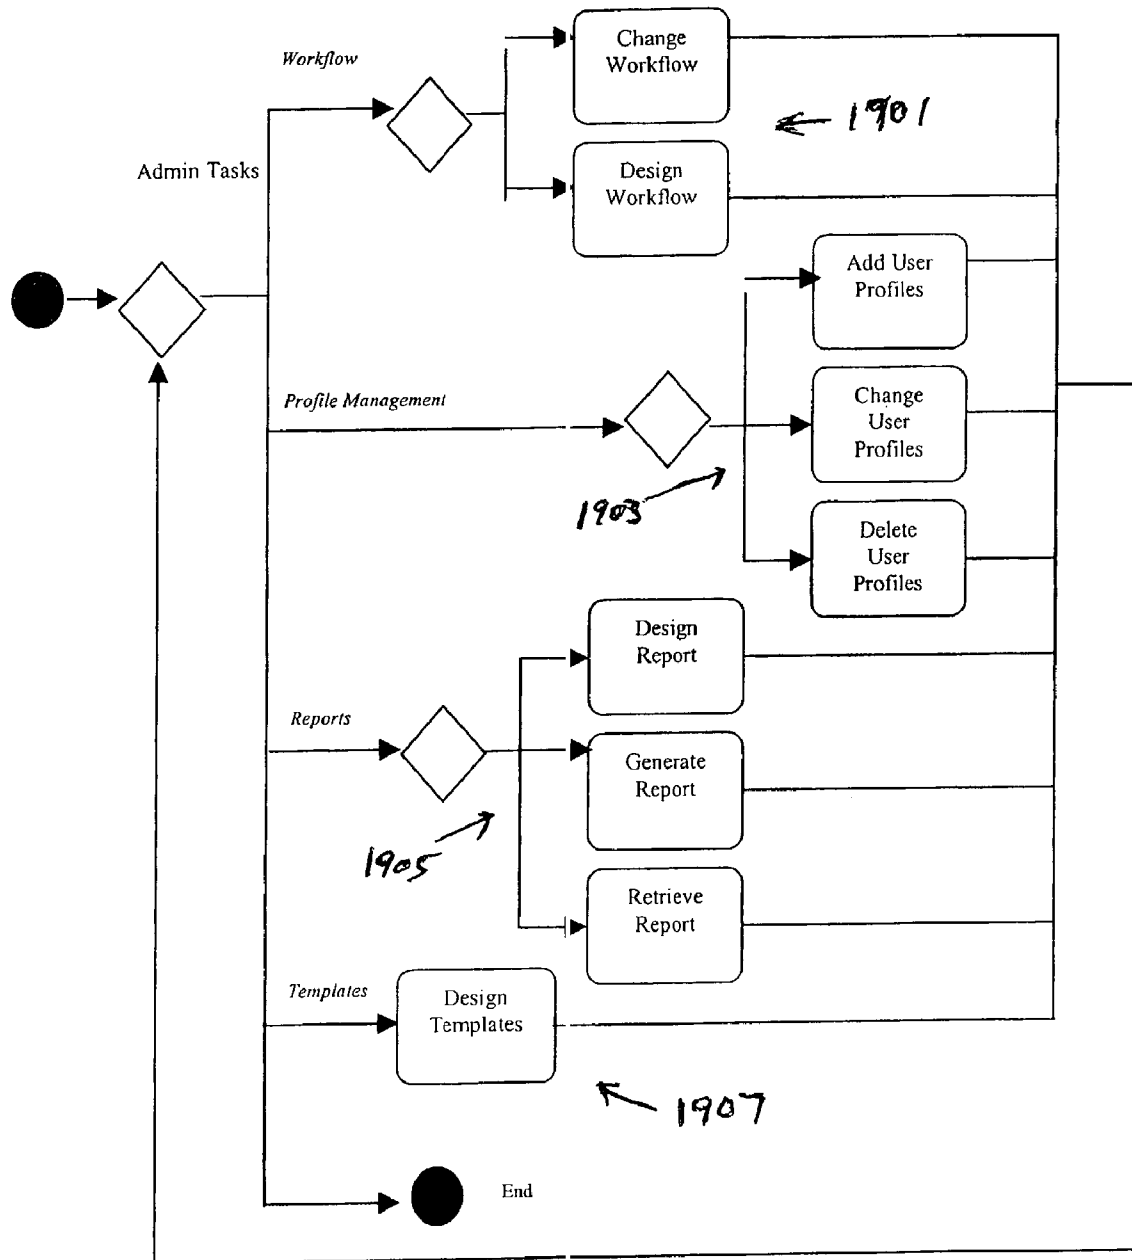 Change
Workflow
Workflow
1901
Admin Tasks
Design
Workflow
Add User
Profiles
Profile Management
Change
User
Profiles
1903
Delete
User
Profiles
Design
Report
Reports
Generate
Report
1905
Retrieve
Report
Templates
Design
Templates
1907
End